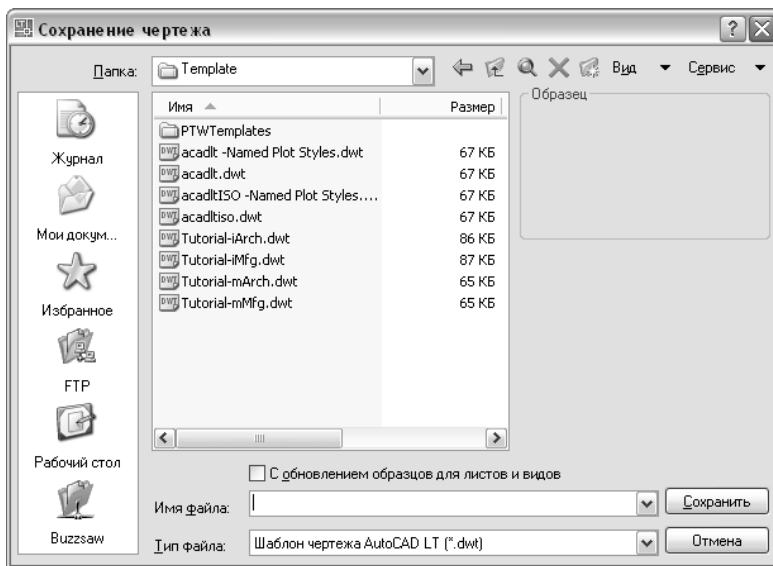 Сохранение чертежа
Папка: Template Вид Сервис
Журнал
Мои докум...
Избранное
FTP
Рабочий стол
Buzzsaw
Имя Размер
PTWTemplates
acadlt -Named Plot Styles.dwt 67 КБ
acadlt.dwt 67 КБ
acadltISO -Named Plot Styles.... 67 КБ
acadltiso.dwt 67 КБ
Tutorial-iArch.dwt 86 КБ
Tutorial-iMfg.dwt 87 КБ
Tutorial-mArch.dwt 65 КБ
Tutorial-mMfg.dwt 65 КБ
Образец
С обновлением образцов для листов и видов
Имя файла: Сохранить
Тип файла: Шаблон чертежа AutoCAD LT (*.dwt) Отмена